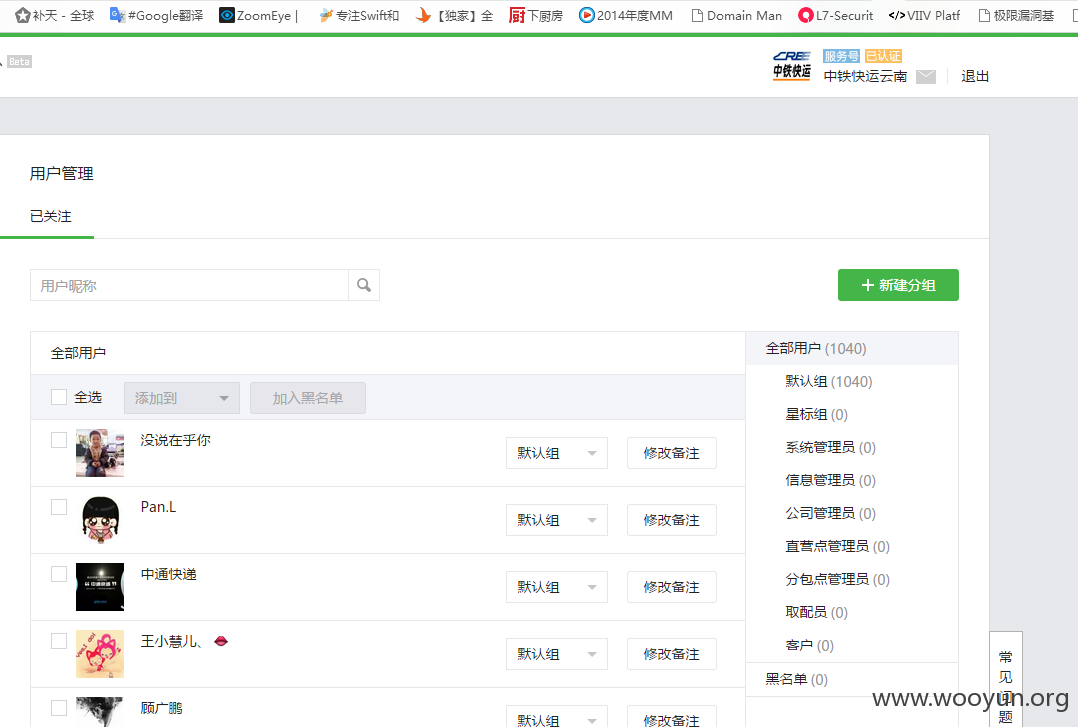 补天 - 全球 #Google翻译 ZoomEye | 专注Swift和 【独家】全 下厨房 2014年度MM Domain Man L7-Securit VIIV Platf 极限漏洞基
Beta
CRE 中铁快运 服务号 已认证
中铁快运云南 退出
用户管理
已关注
用户昵称 新建分组
全部用户 全部用户 (1040)
全选 添加到 加入黑名单 默认组 (1040)
星标组 (0)
没说在乎你 默认组 修改备注 系统管理员 (0)
信息管理员 (0)
Pan.L 默认组 修改备注 公司管理员 (0)
直营点管理员 (0)
中通快递 默认组 修改备注 分包点管理员 (0)
取配员 (0)
王小慧儿、 默认组 修改备注 客户 (0)
黑名单 (0)
顾广鹏 默认组 修改备注
常见问题
www.wooyun.org